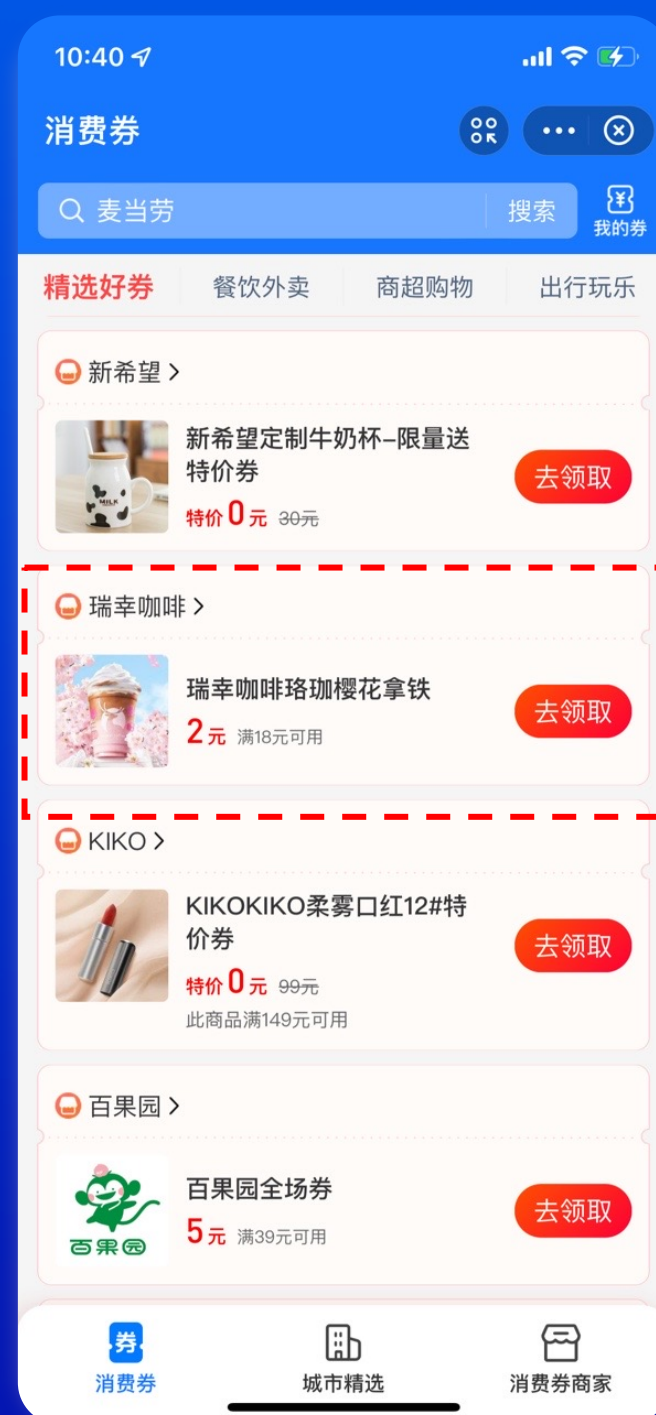 10:40
消费券
麦当劳
搜索
我的券
精选好券
餐饮外卖
商超购物
出行玩乐
新希望
新希望定制牛奶杯–限量送
特价券
去领取
特价0元 30元
MILK
瑞幸咖啡
瑞幸咖啡珞珈樱花拿铁
去领取
2元 满18元可用
KIKO
KIKOKIKO柔雾口红12#特
价券
去领取
特价0元 99元
此商品满149元可用
百果园
百果园全场券
去领取
5元 满39元可用
百果园
券
消费券
城市精选
消费券商家